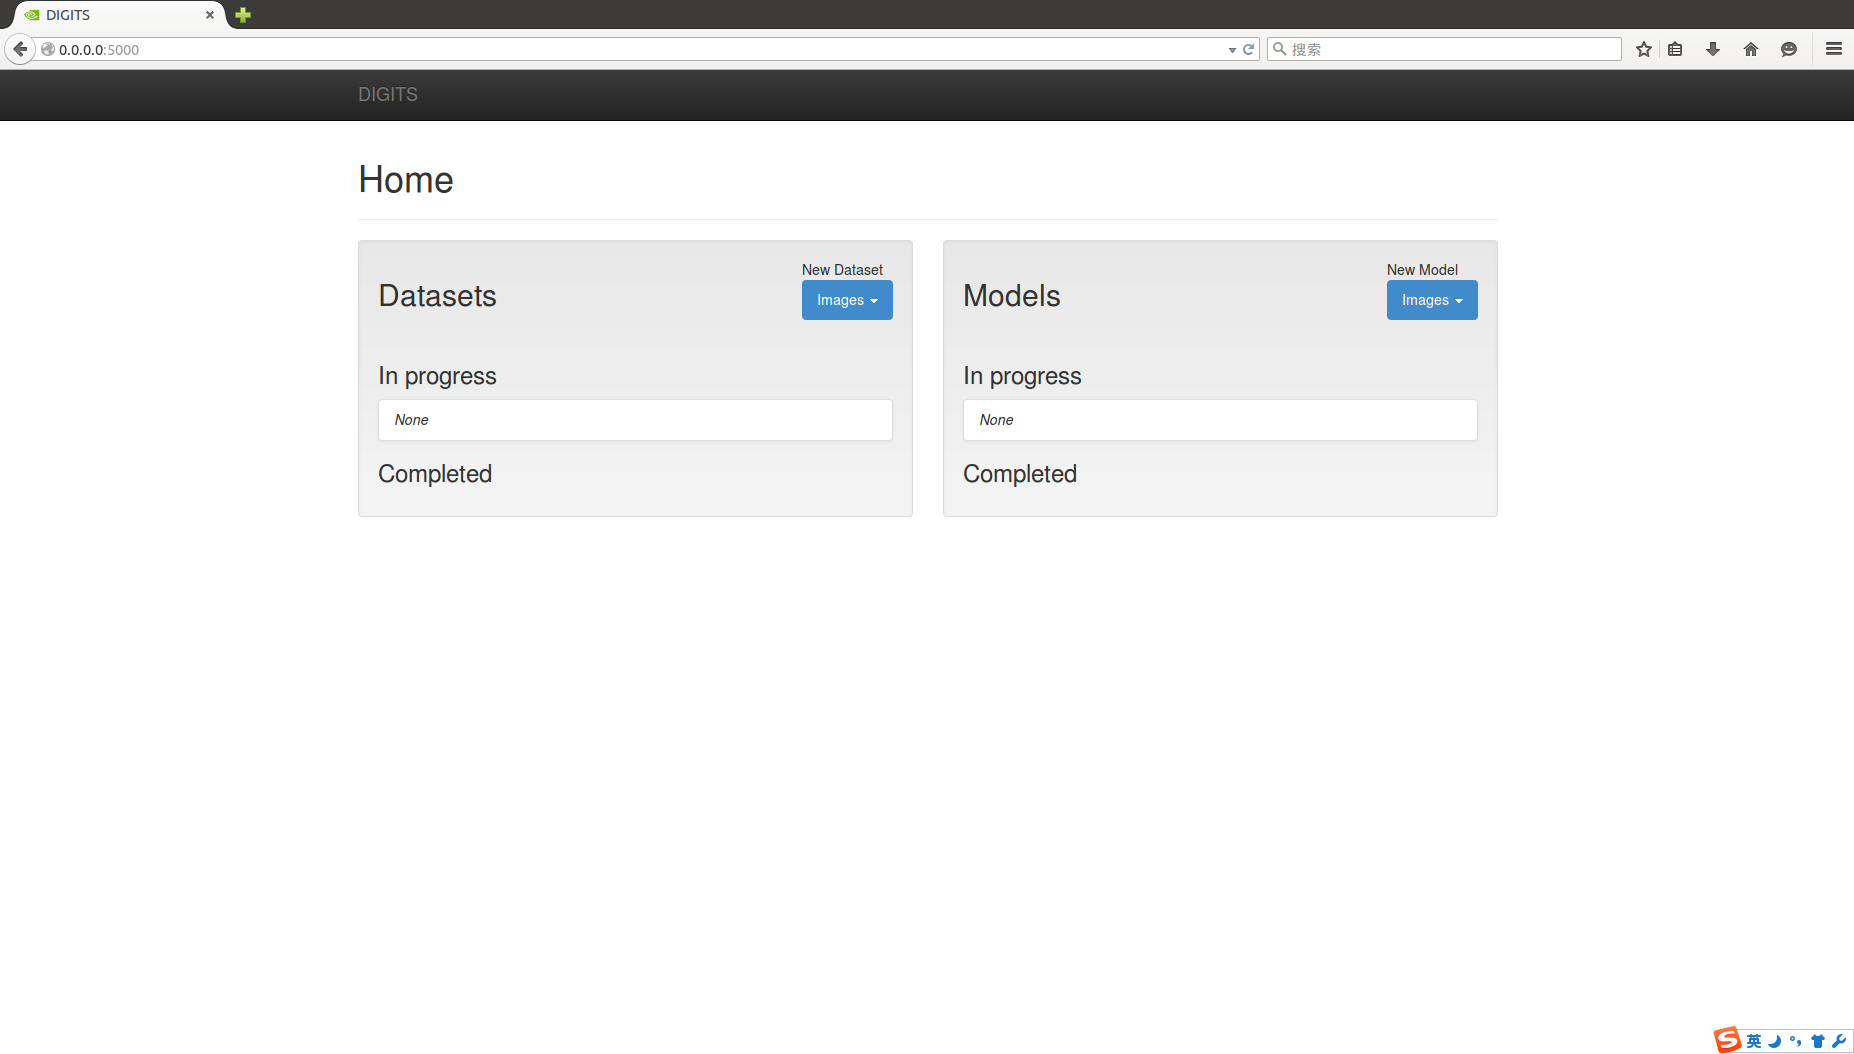 DIGITS
0.0.0.0:5000
搜索
DIGITS
Home
Datasets
New Dataset
Images
In progress
None
Completed
Models
New Model
Images
In progress
None
Completed
S 英